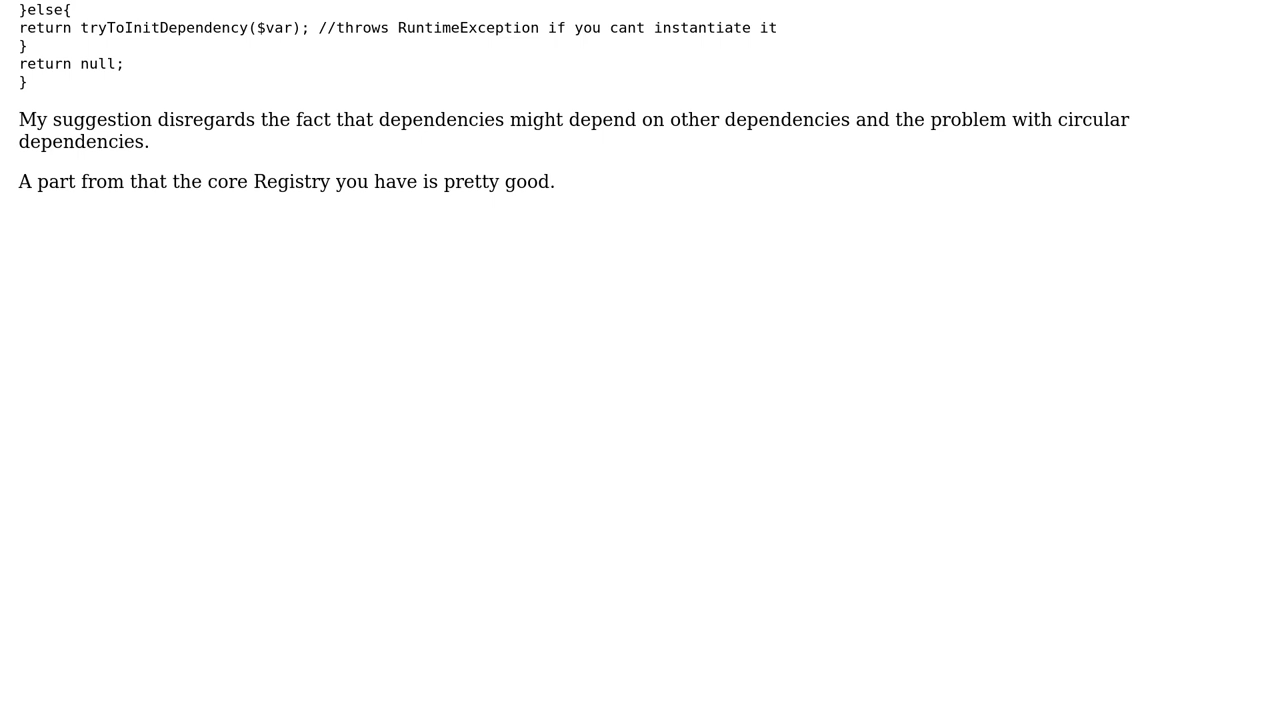 }else{
return tryToInitDependency($var); //throws RuntimeException if you cant instantiate it
}
return null;
}
My suggestion disregards the fact that dependencies might depend on other dependencies and the problem with circular
dependencies.
A part from that the core Registry you have is pretty good.